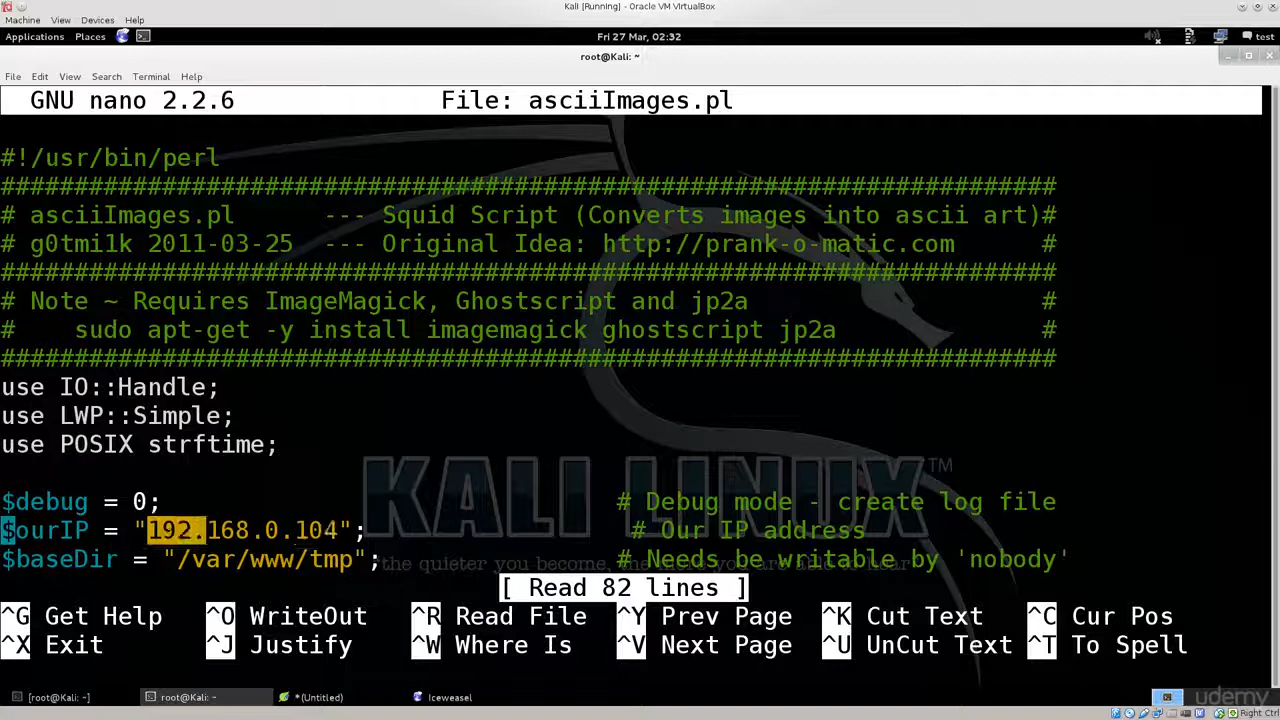 Kali [Running] - Oracle VM VirtualBox
Machine View Devices Help
Applications Places Fri 27 Mar, 02:32 test
root@Kali: ~
File Edit View Search Terminal Help
GNU nano 2.2.6 File: asciiImages.pl
#!/usr/bin/perl
########################################################################
# asciiImages.pl --- Squid Script (Converts images into ascii art)#
# g0tmi1k 2011-03-25 --- Original Idea: http://prank-o-matic.com #
########################################################################
# Note ~ Requires ImageMagick, Ghostscript and jp2a #
# sudo apt-get -y install imagemagick ghostscript jp2a #
########################################################################
use IO::Handle;
use LWP::Simple;
use POSIX strftime;
KALI LINUX™
$debug = 0; # Debug mode - create log file
$ourIP = "192.168.0.104"; # Our IP address
$baseDir = "/var/www/tmp"; # Needs be writable by 'nobody'
"the quieter you become, the more you are able to hear
[ Read 82 lines ]
^G Get Help ^O WriteOut ^R Read File ^Y Prev Page ^K Cut Text ^C Cur Pos
^X Exit ^J Justify ^W Where Is ^V Next Page ^U UnCut Text ^T To Spell
[root@Kali: ~] root@Kali: ~ *(Untitled) Iceweasel
udemy
Right Ctrl